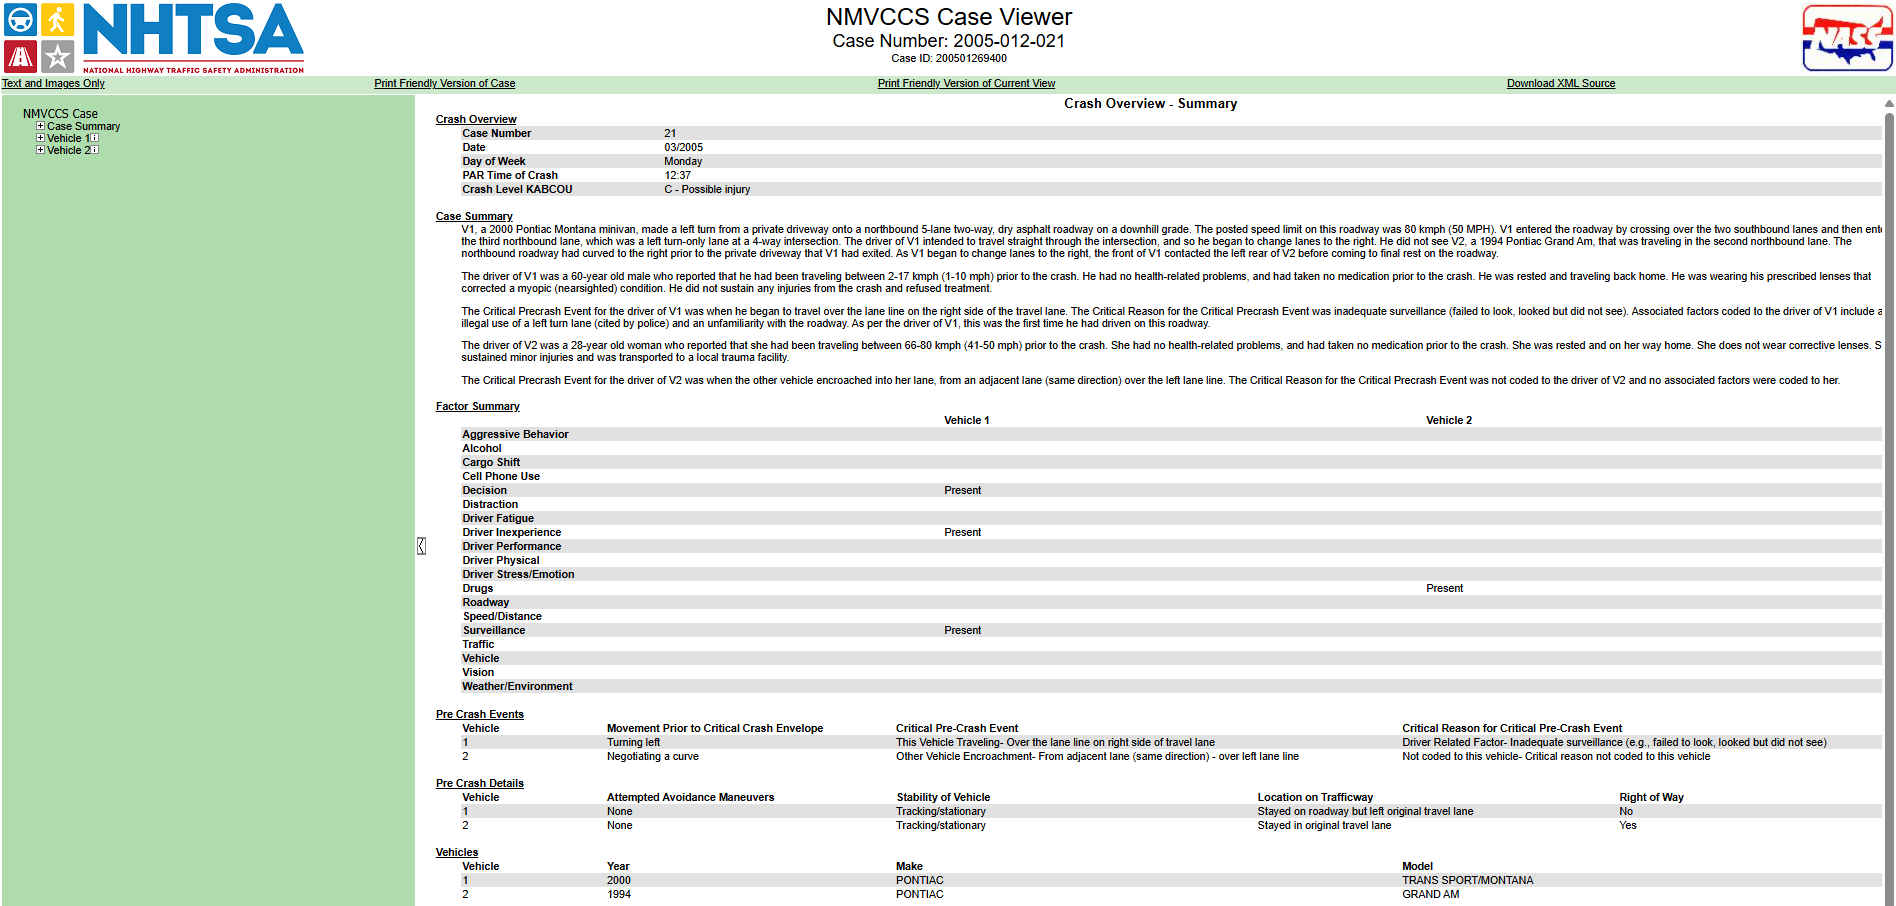 NHTSA
NATIONAL HIGHWAY TRAFFIC SAFETY ADMINISTRATION
NMVCCS Case Viewer
Case Number: 2005-012-021
Case ID: 200501269400
NASS
Text and Images Only Print Friendly Version of Case Print Friendly Version of Current View Download XML Source
NMVCCS Case
Case Summary
Vehicle 1
Vehicle 2
Crash Overview - Summary
Crash Overview
Case Number 21
Date 03/2005
Day of Week Monday
PAR Time of Crash 12:37
Crash Level KABCOU C - Possible injury
Case Summary
V1, a 2000 Pontiac Montana minivan, made a left turn from a private driveway onto a northbound 5-lane two-way, dry asphalt roadway on a downhill grade. The posted speed limit on this roadway was 80 kmph (50 MPH). V1 entered the roadway by crossing over the two southbound lanes and then ent
the third northbound lane, which was a left turn-only lane at a 4-way intersection. The driver of V1 intended to travel straight through the intersection, and so he began to change lanes to the right. He did not see V2, a 1994 Pontiac Grand Am, that was traveling in the second northbound lane. The
northbound roadway had curved to the right prior to the private driveway that V1 had exited. As V1 began to change lanes to the right, the front of V1 contacted the left rear of V2 before coming to final rest on the roadway.
The driver of V1 was a 60-year old male who reported that he had been traveling between 2-17 kmph (1-10 mph) prior to the crash. He had no health-related problems, and had taken no medication prior to the crash. He was rested and traveling back home. He was wearing his prescribed lenses that
corrected a myopic (nearsighted) condition. He did not sustain any injuries from the crash and refused treatment.
The Critical Precrash Event for the driver of V1 was when he began to travel over the lane line on the right side of the travel lane. The Critical Reason for the Critical Precrash Event was inadequate surveillance (failed to look, looked but did not see). Associated factors coded to the driver of V1 include a
illegal use of a left turn lane (cited by police) and an unfamiliarity with the roadway. As per the driver of V1, this was the first time he had driven on this roadway.
The driver of V2 was a 28-year old woman who reported that she had been traveling between 66-80 kmph (41-50 mph) prior to the crash. She had no health-related problems, and had taken no medication prior to the crash. She was rested and on her way home. She does not wear corrective lenses. S
sustained minor injuries and was transported to a local trauma facility.
The Critical Precrash Event for the driver of V2 was when the other vehicle encroached into her lane, from an adjacent lane (same direction) over the left lane line. The Critical Reason for the Critical Precrash Event was not coded to the driver of V2 and no associated factors were coded to her.
Factor Summary
Vehicle 1 Vehicle 2
Aggressive Behavior
Alcohol
Cargo Shift
Cell Phone Use
Decision Present
Distraction
Driver Fatigue
Driver Inexperience Present
Driver Performance
Driver Physical
Driver Stress/Emotion
Drugs Present
Roadway
Speed/Distance
Surveillance Present
Traffic
Vehicle
Vision
Weather/Environment
Pre Crash Events
Vehicle Movement Prior to Critical Crash Envelope Critical Pre-Crash Event Critical Reason for Critical Pre-Crash Event
1 Turning left This Vehicle Traveling- Over the lane line on right side of travel lane Driver Related Factor- Inadequate surveillance (e.g., failed to look, looked but did not see)
2 Negotiating a curve Other Vehicle Encroachment- From adjacent lane (same direction) - over left lane line Not coded to this vehicle- Critical reason not coded to this vehicle
Pre Crash Details
Vehicle Attempted Avoidance Maneuvers Stability of Vehicle Location on Trafficway Right of Way
1 None Tracking/stationary Stayed on roadway but left original travel lane No
2 None Tracking/stationary Stayed in original travel lane Yes
Vehicles
Vehicle Year Make Model
1 2000 PONTIAC TRANS SPORT/MONTANA
2 1994 PONTIAC GRAND AM